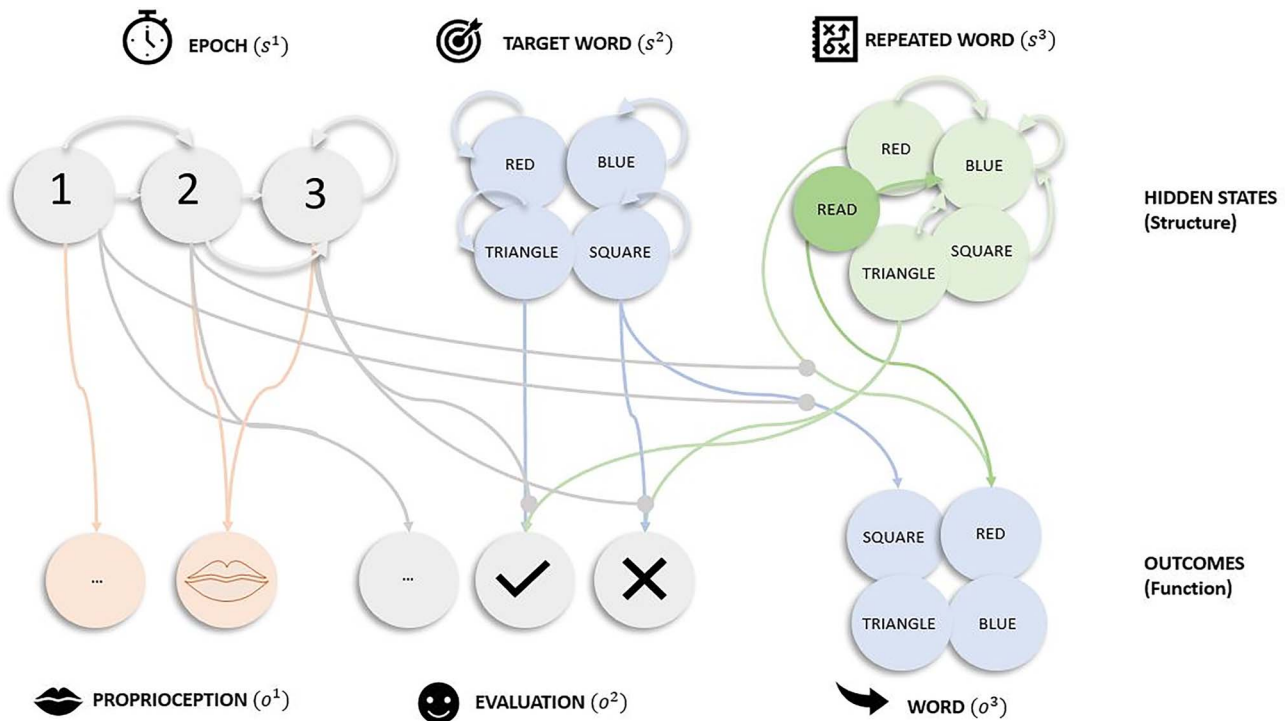 EPOCH (s¹)
TARGET WORD (s²)
REPEATED WORD (s³)
1
2
3
RED
BLUE
TRIANGLE
SQUARE
RED
BLUE
READ
TRIANGLE
SQUARE
HIDDEN STATES
(Structure)
...
...
SQUARE
RED
TRIANGLE
BLUE
OUTCOMES
(Function)
PROPRIOCEPTION (o¹)
EVALUATION (o²)
WORD (o³)